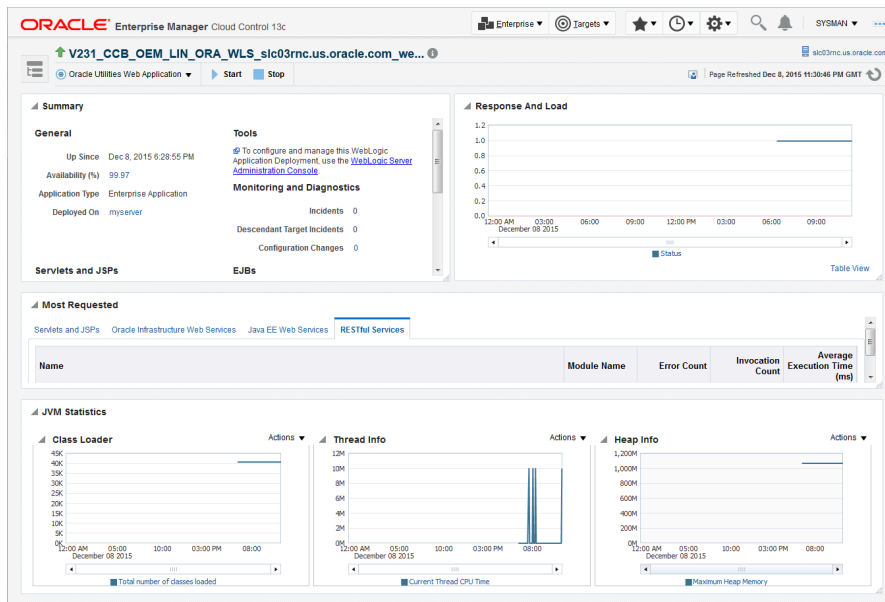 ORACLE Enterprise Manager Cloud Control 13c
Enterprise Targets SYSMAN
V231_CCB_OEM_LIN_ORA_WLS_slc03rnc.us.oracle.com_we...
slc03rnc.us.oracle.com
Oracle Utilities Web Application Start Stop
Page Refreshed Dec 8, 2015 11:30:46 PM GMT
Summary
General
Up Since Dec 8, 2015 6:28:55 PM
Availability (%) 99.97
Application Type Enterprise Application
Deployed On myserver
Tools
To configure and manage this WebLogic
Application Deployment, use the WebLogic Server
Administration Console.
Monitoring and Diagnostics
Incidents 0
Descendant Target Incidents 0
Configuration Changes 0
Servlets and JSPs
EJBs
Response And Load
1.2
1.0
0.8
0.6
0.4
0.2
0.0
12:00 AM 03:00 06:00 09:00 12:00 PM 03:00 06:00 09:00
December 08 2015
Status
Table View
Most Requested
Servlets and JSPs Oracle Infrastructure Web Services Java EE Web Services RESTful Services
Name Module Name Error Count Invocation Count Average Execution Time (ms)
JVM Statistics
Class Loader Actions
45K
40K
35K
30K
25K
20K
15K
10K
5K
0K
12:00 AM 05:00 10:00 03:00 PM 08:00
December 08 2015
Total number of classes loaded
Thread Info Actions
12M
10M
8M
6M
4M
2M
0M
12:00 AM 05:00 10:00 03:00 PM 08:00
December 08 2015
Current Thread CPU Time
Heap Info Actions
1,200M
1,000M
800M
600M
400M
200M
0M
12:00 AM 05:00 10:00 03:00 PM 08:00
December 08 2015
Maximum Heap Memory